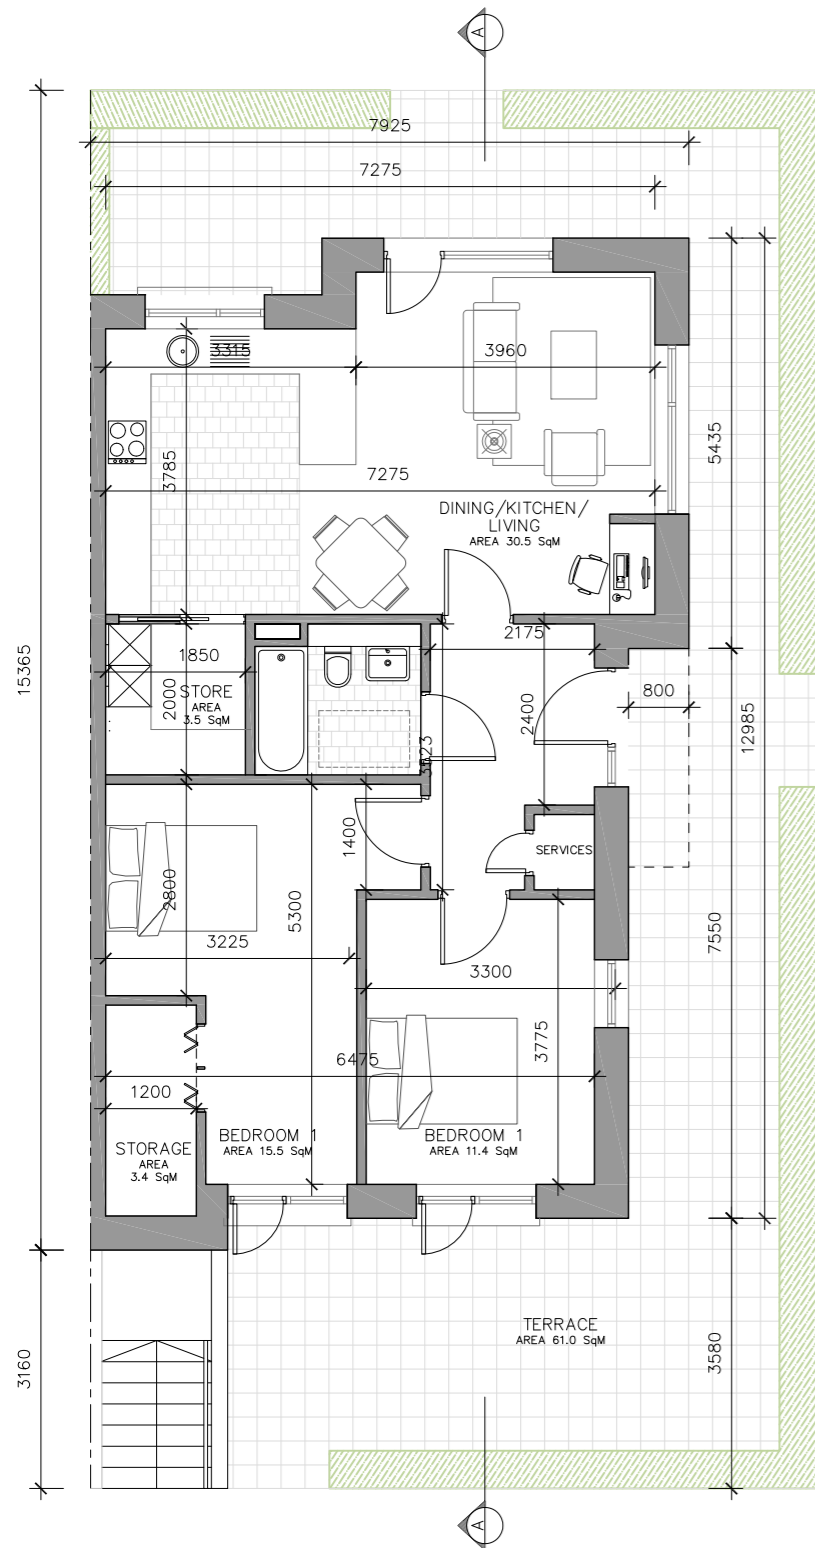 A
7925
7275
3315
3960
3785
5435
7275
DINING/KITCHEN/
LIVING
AREA 30.5 SqM
2175
1850
STORE
AREA
3.5 SqM
2000
2400
800
15365
12985
1400
SERVICES
2800
5300
3225
7550
3300
3775
6475
1200
BEDROOM 1
AREA 15.5 SqM
BEDROOM 1
AREA 11.4 SqM
STORAGE
AREA
3.4 SqM
TERRACE
AREA 61.0 SqM
3160
3580
A